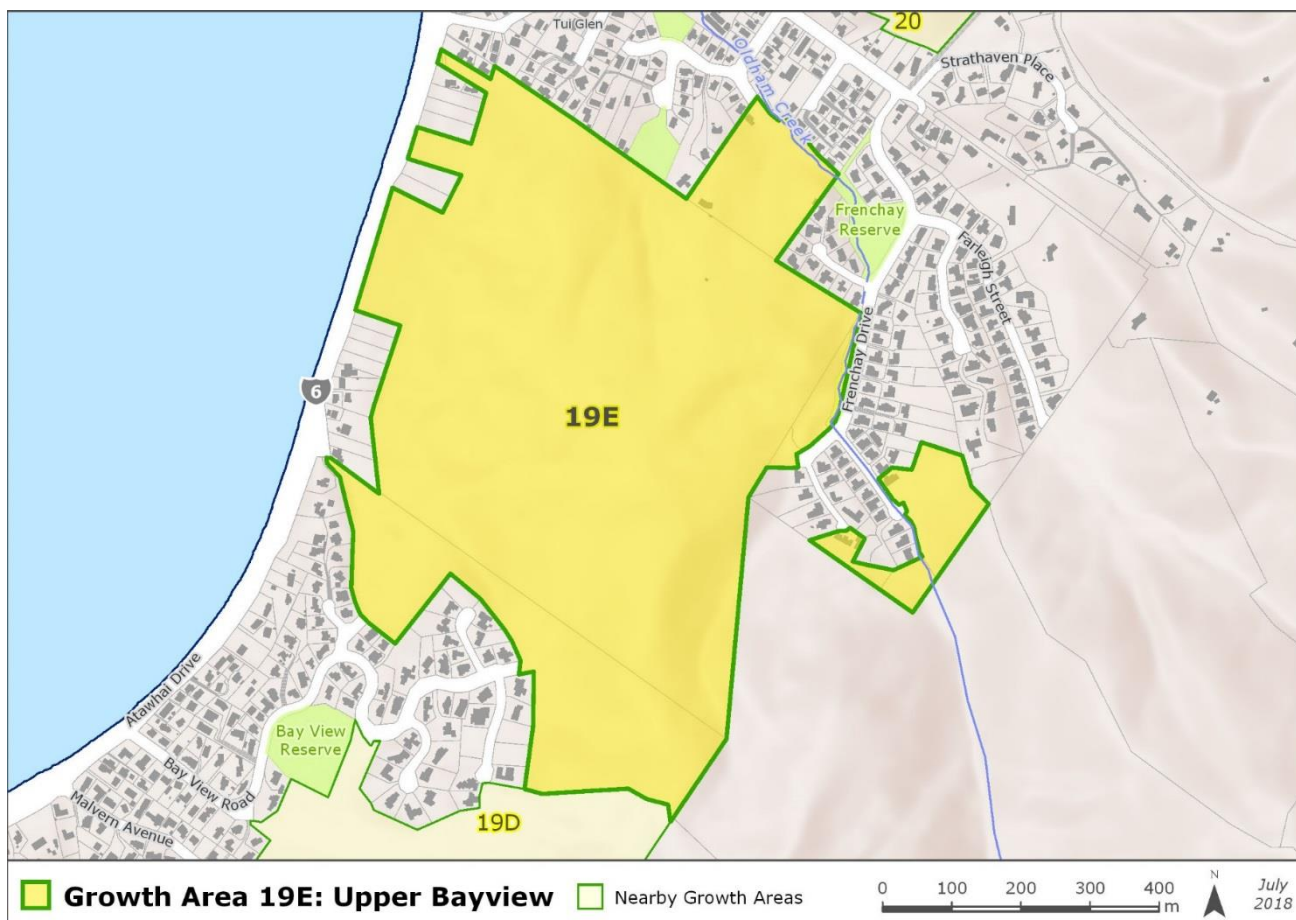 20
Tui Glen
Oldham Creek
Strathaven Place
Frenchay
Reserve
Farleigh Street
6
19E
Frenchay Drive
Atawhai Drive
Bay View
Reserve
Bay View Road
Malvern Avenue
19D
Growth Area 19E: Upper Bayview
Nearby Growth Areas
0 100 200 300 400
m
N
July
2018